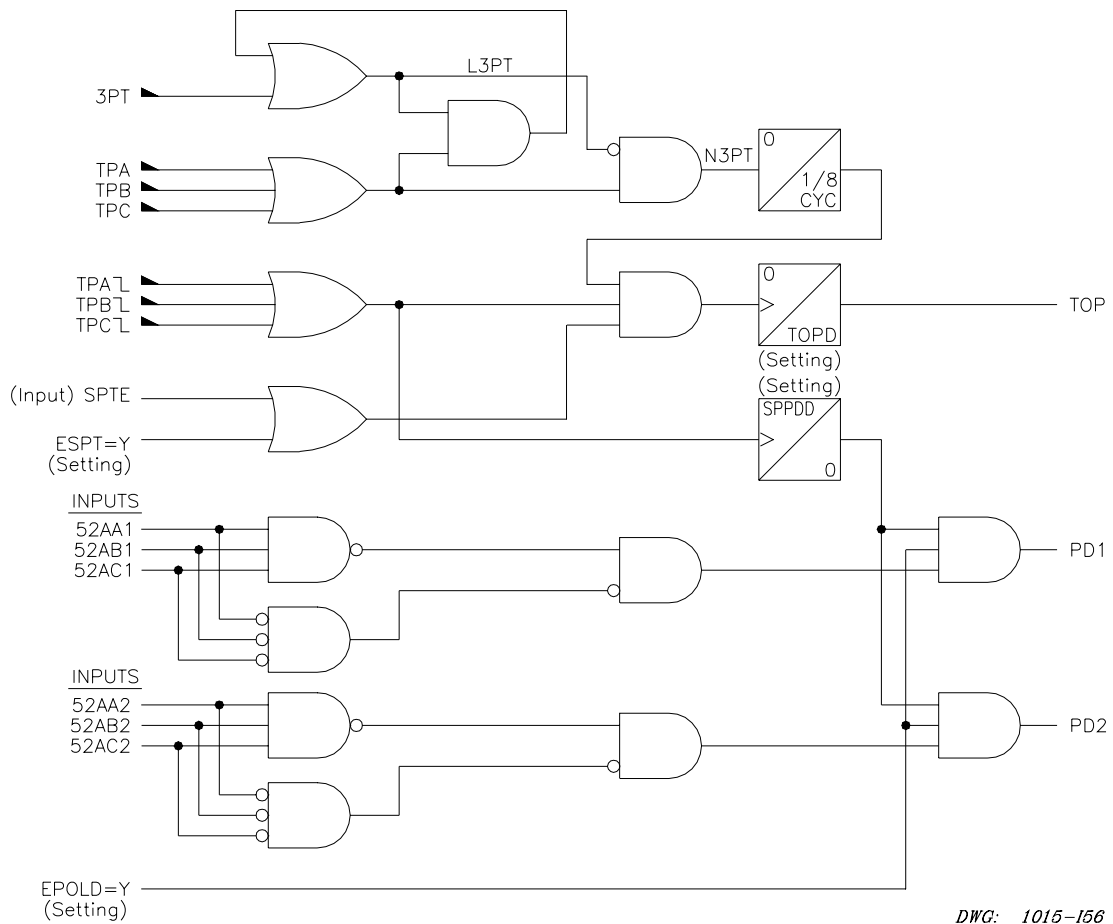 L3PT
3PT
N3PT
0
1/8
CYC
TPA
TPB
TPC
TPA
TPB
TPC
0
TOPD
(Setting)
TOP
(Input) SPTE
ESPT=Y
(Setting)
(Setting)
SPPDD
0
INPUTS
52AA1
52AB1
52AC1
PD1
INPUTS
52AA2
52AB2
52AC2
PD2
EPOLD=Y
(Setting)
DWG: 1015-I56